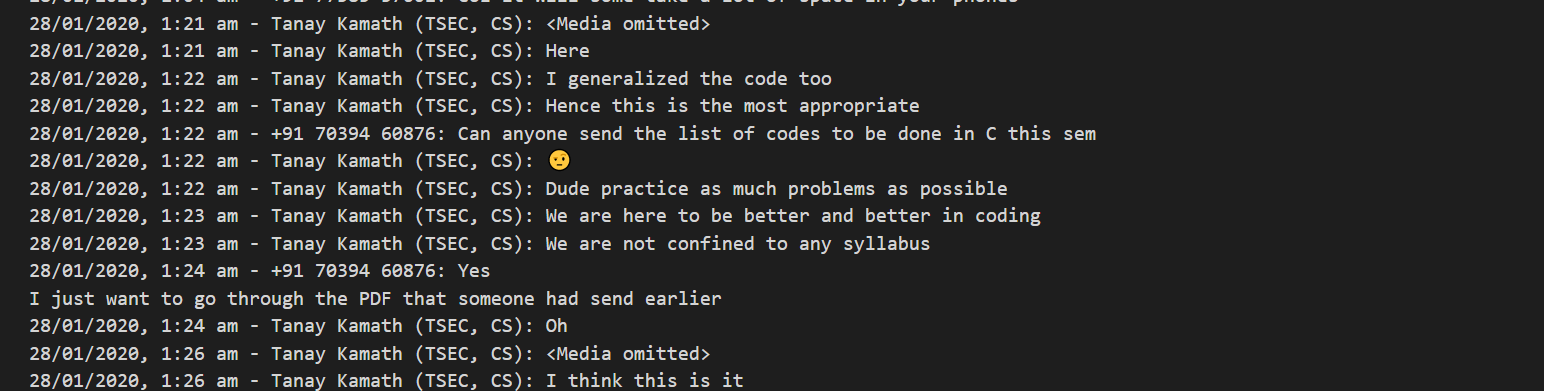 28/01/2020, 1:21 am - Tanay Kamath (TSEC, CS): <Media omitted>
28/01/2020, 1:21 am - Tanay Kamath (TSEC, CS): Here
28/01/2020, 1:22 am - Tanay Kamath (TSEC, CS): I generalized the code too
28/01/2020, 1:22 am - Tanay Kamath (TSEC, CS): Hence this is the most appropriate
28/01/2020, 1:22 am - +91 70394 60876: Can anyone send the list of codes to be done in C this sem
28/01/2020, 1:22 am - Tanay Kamath (TSEC, CS): 🤨
28/01/2020, 1:22 am - Tanay Kamath (TSEC, CS): Dude practice as much problems as possible
28/01/2020, 1:23 am - Tanay Kamath (TSEC, CS): We are here to be better and better in coding
28/01/2020, 1:23 am - Tanay Kamath (TSEC, CS): We are not confined to any syllabus
28/01/2020, 1:24 am - +91 70394 60876: Yes
I just want to go through the PDF that someone had send earlier
28/01/2020, 1:24 am - Tanay Kamath (TSEC, CS): Oh
28/01/2020, 1:26 am - Tanay Kamath (TSEC, CS): <Media omitted>
28/01/2020, 1:26 am - Tanay Kamath (TSEC, CS): I think this is it